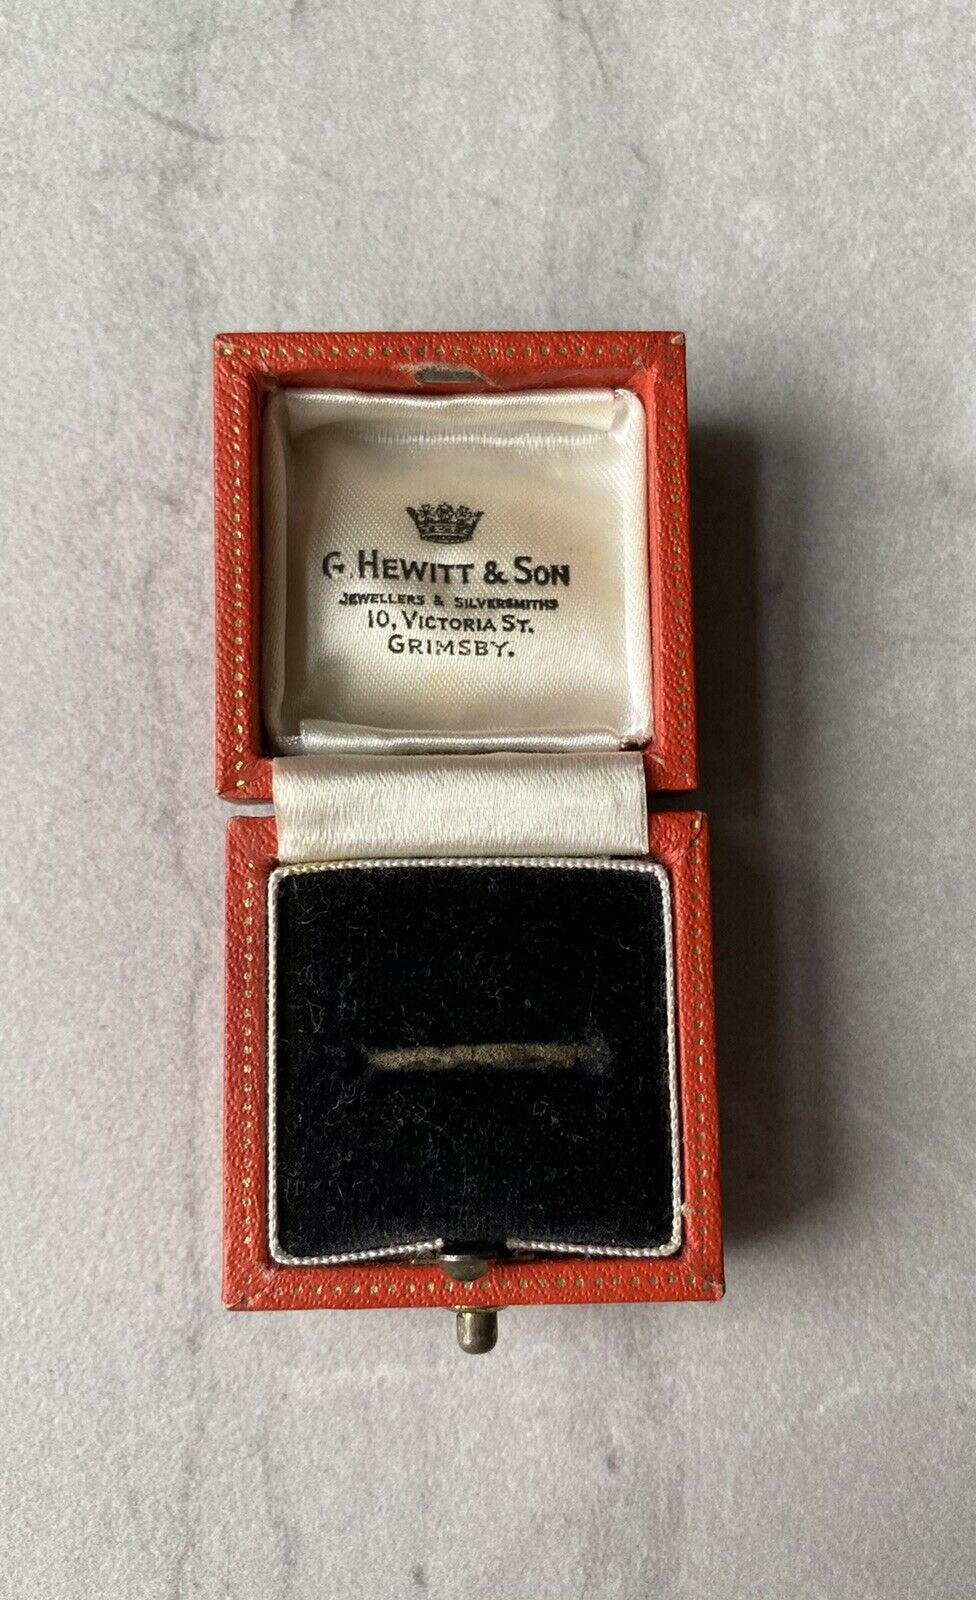 G. HEWITT & SON
JEWELLERS & SILVERSMITHS
10, VICTORIA ST.
GRIMSBY.